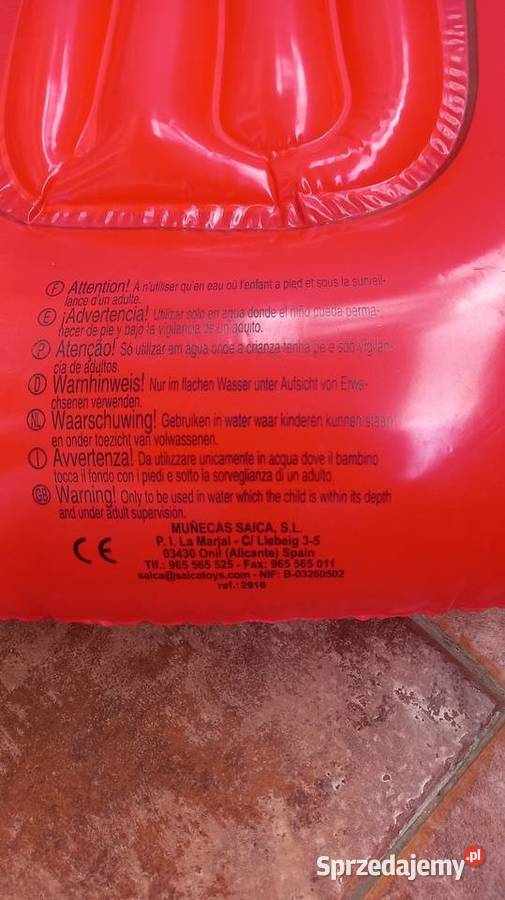 F Attention! A n'utiliser qu'en eau où l'enfant a pied et sous la surveil-
lance d'un adulte.
E ¡Advertencia! Utilizar solo en agua donde el niño pueda perma-
necer de pie y bajo la vigilancia de un adulto.
P Atenção! Só utilizar em agua onde a crianza tenha pe e sob vigilan-
cia de adultos.
D Warnhinweis! Nur im flachen Wasser unter Aufsicht von Erwa-
chsenen verwenden.
NL Waarschuwing! Gebruiken in water waar kinderen kunnen staan
en onder toezicht van volwassenen.
I Avvertenza! Da utilizzare unicamente in acqua dove il bambino
tocca il fondo con i piedi e sotto la sorveglianza di un adulto.
GB Warning! Only to be used in water which the child is within its depth
and under adult supervision.
MUÑECAS SAICA, S.L.
CE P. I. La Marjal - C/ Liebeig 3-5
03430 Onil (Alicante) Spain
Tlf.: 965 565 525 - Fax: 965 565 011
saica@saicatoys.com - NIF: B-03260502
ref.: 2916
Sprzedajemy.pl